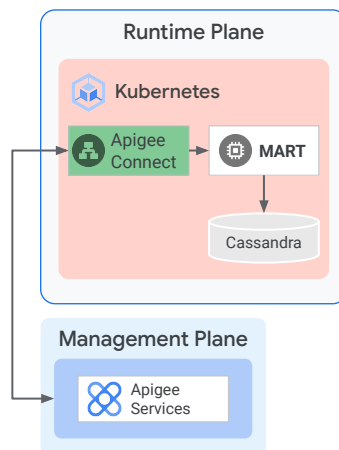 Runtime Plane
Kubernetes
Apigee
Connect
MART
Cassandra
Management Plane
Apigee
Services